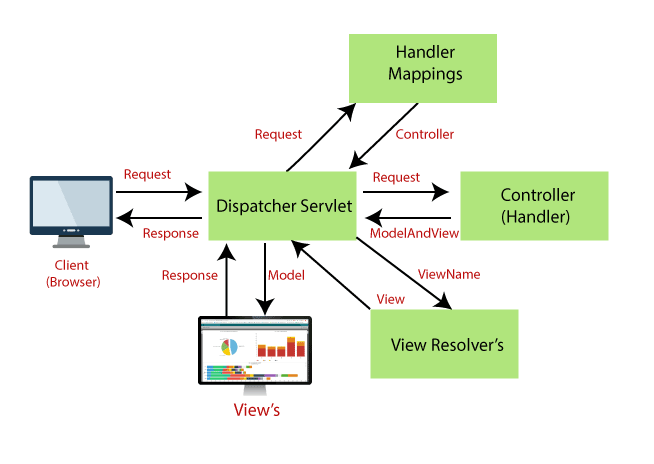 Handler
Mappings
Request
Controller
Request
Request
Dispatcher Servlet
Controller
(Handler)
Response
ModelAndView
Client
(Browser)
Response
Model
ViewName
View
View Resolver's
View's